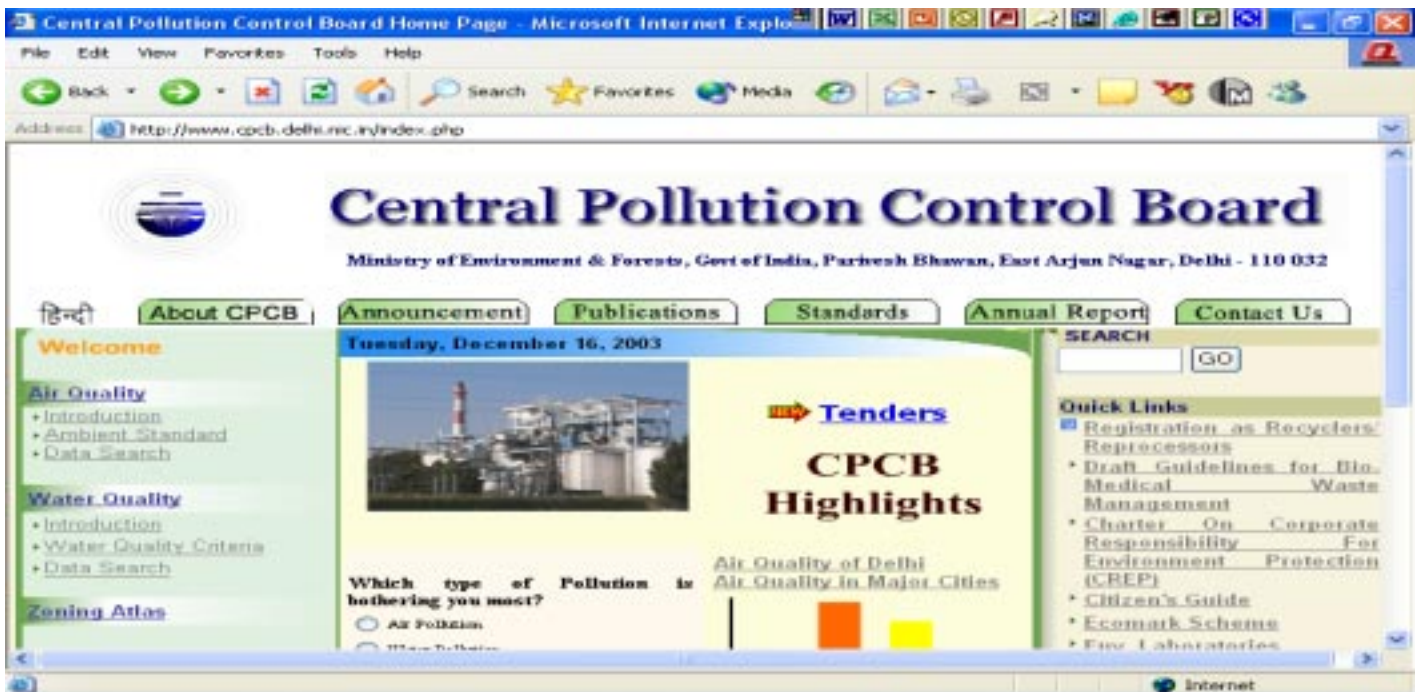 Central Pollution Control Board Home Page - Microsoft Internet Explo
File Edit View Favorites Tools Help
Back Search Favorites Media
Address http://www.cpcb.delhi.nic.in/index.php
Central Pollution Control Board
Ministry of Environment & Forests, Govt of India, Parivesh Bhawan, East Arjun Nagar, Delhi - 110 032
हिन्दी About CPCB Announcement Publications Standards Annual Report Contact Us
Welcome
Air Quality
Introduction
Ambient Standard
Data Search
Water Quality
Introduction
Water Quality Criteria
Data Search
Zoning Atlas
Tuesday, December 16, 2003
Which type of Pollution is
bothering you most?
Air Pollution
Water Pollution
Tenders
CPCB
Highlights
Air Quality of Delhi
Air Quality in Major Cities
SEARCH
GO
Quick Links
Registration as Recyclers/
Reprocessors
Draft Guidelines for Bio-
Medical Waste
Management
Charter On Corporate
Responsibility For
Environment Protection
(CREP)
Citizen's Guide
Ecomark Scheme
Env Laboratories
Internet